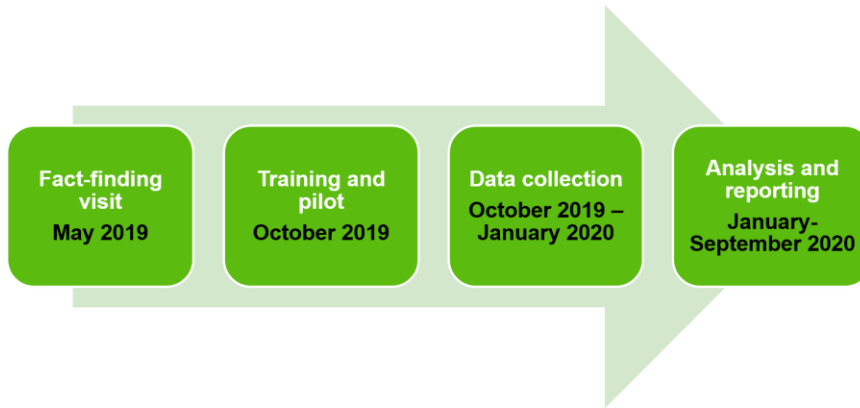 Fact-finding
visit
May 2019
Training and
pilot
October 2019
Data collection
October 2019 –
January 2020
Analysis and
reporting
January-
September 2020